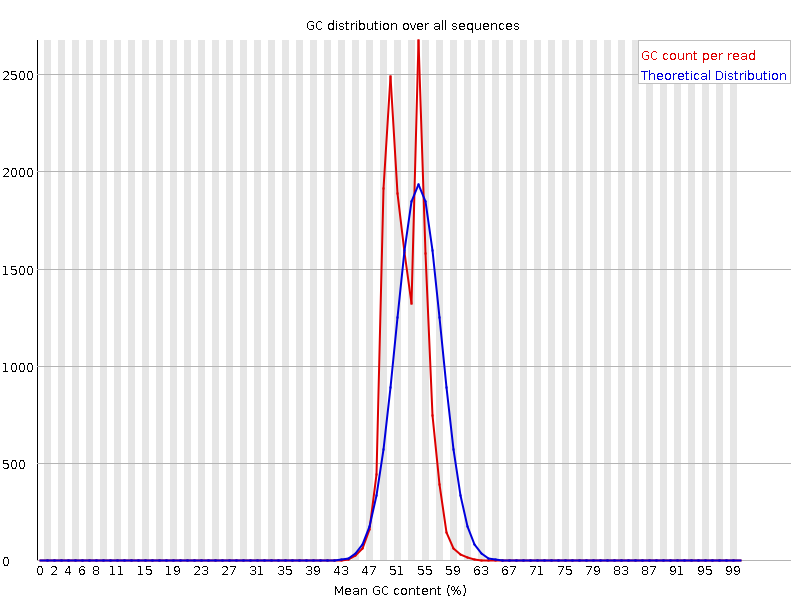 GC distribution over all sequences
GC count per read
Theoretical Distribution
2500
2000
1500
1000
500
0
0 2 4 6 8 11 15 19 23 27 31 35 39 43 47 51 55 59 63 67 71 75 79 83 87 91 95 99
Mean GC content (%)